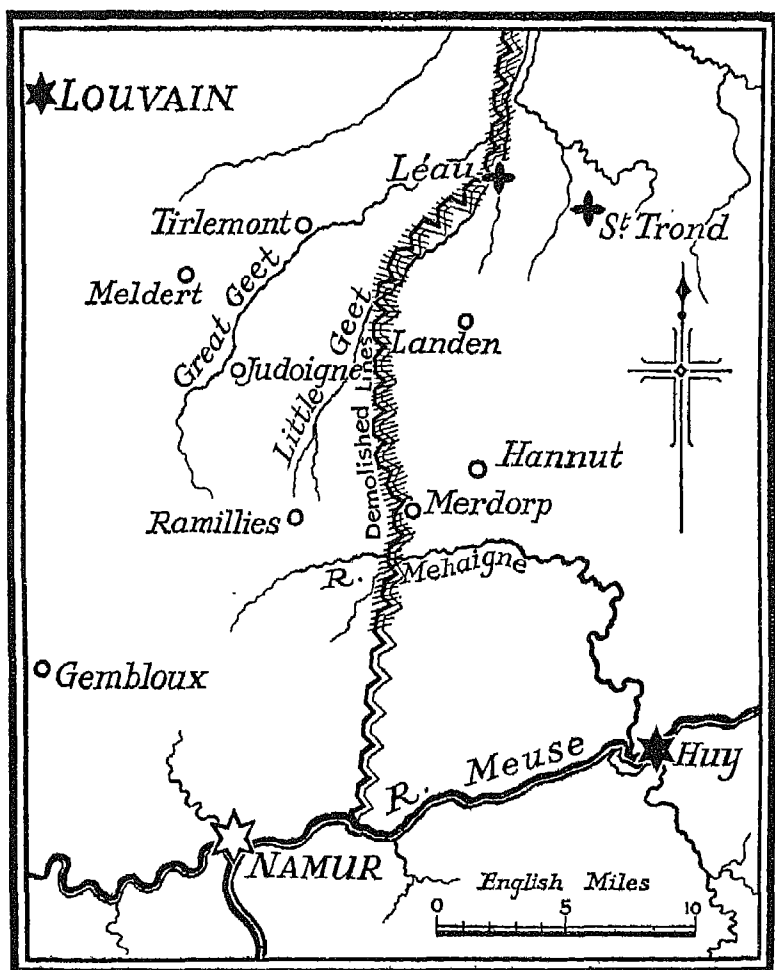 LOUVAIN
Léau
Tirlemont
St. Trond
Meldert
Great Geet
Little Geet
Landen
Judoigne
Demolished Lines
Hannut
Merdorp
Ramillies
R. Mehaigne
Gembloux
R. Meuse
Huy
NAMUR
English Miles
0 5 10